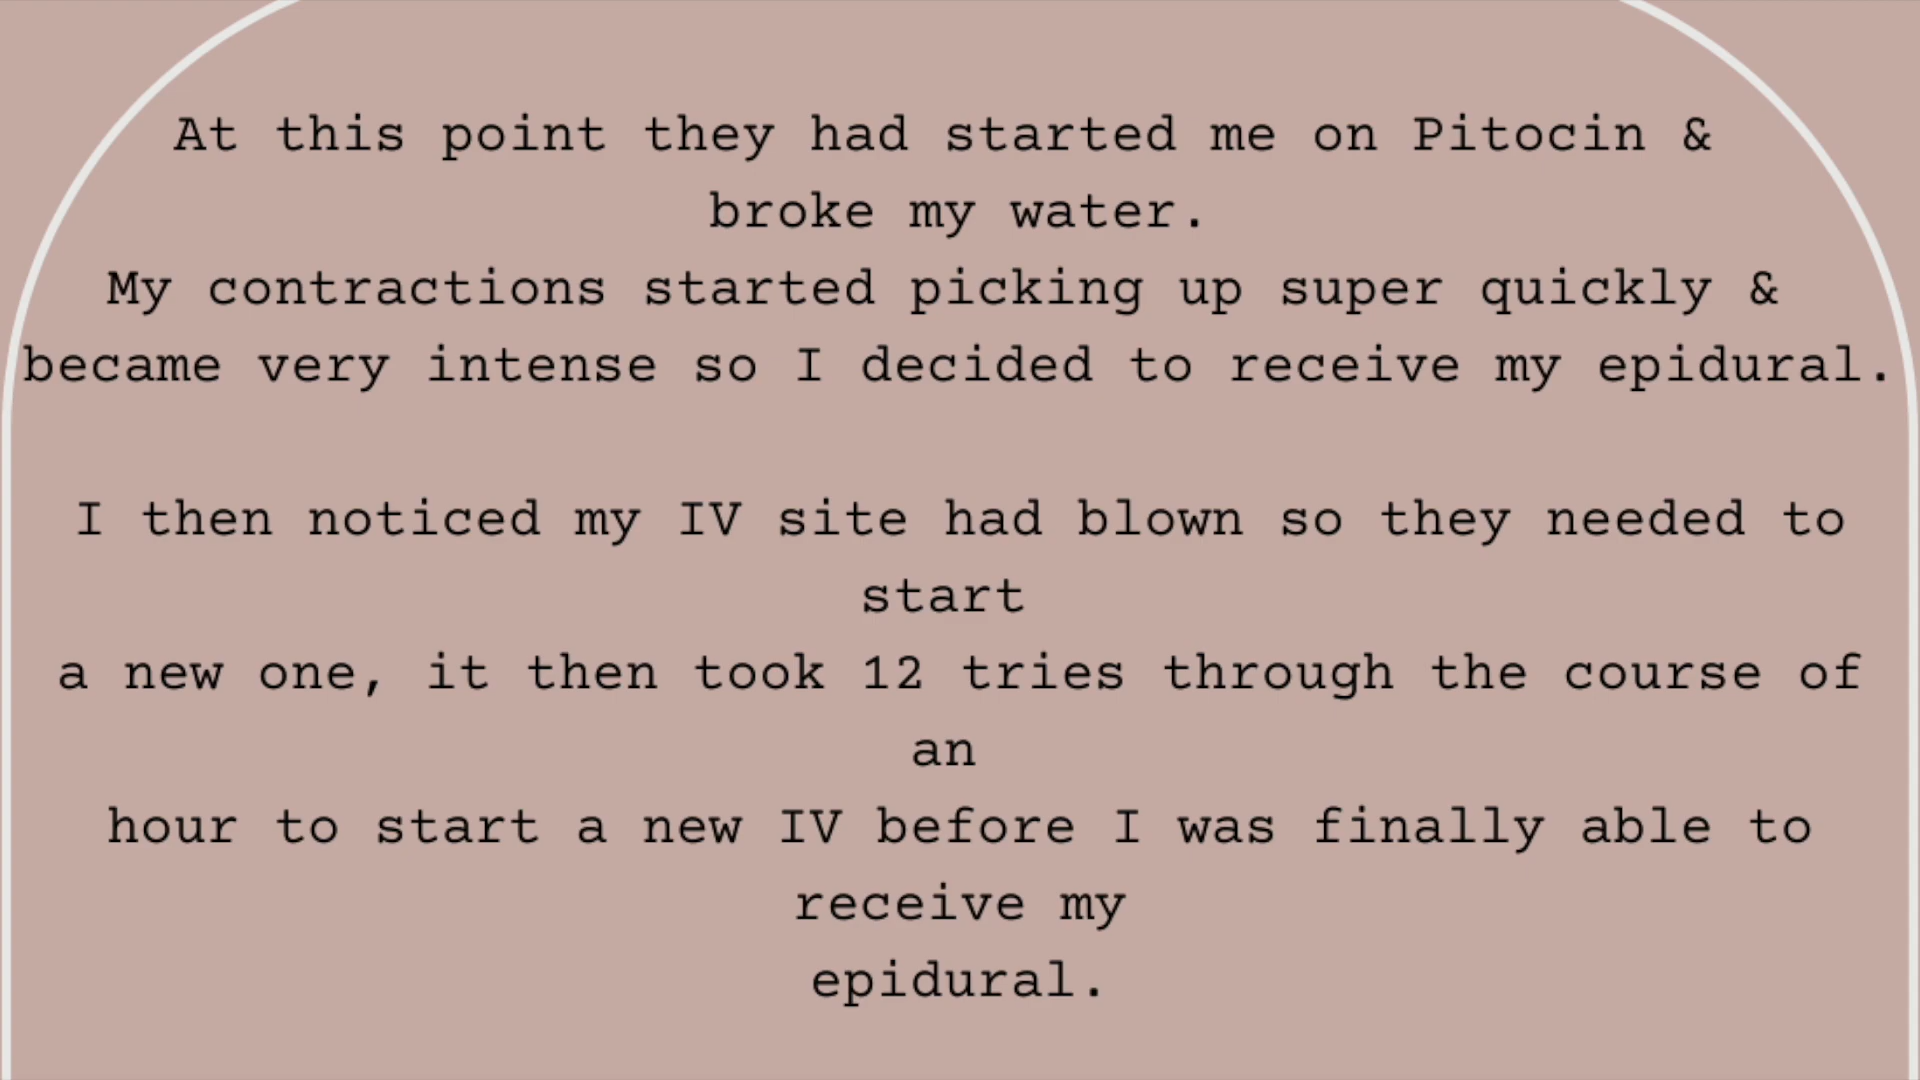 At this point they had started me on Pitocin &
broke my water.
My contractions started picking up super quickly &
became very intense so I decided to receive my epidural.
I then noticed my IV site had blown so they needed to
start
a new one, it then took 12 tries through the course of
an
hour to start a new IV before I was finally able to
receive my
epidural.